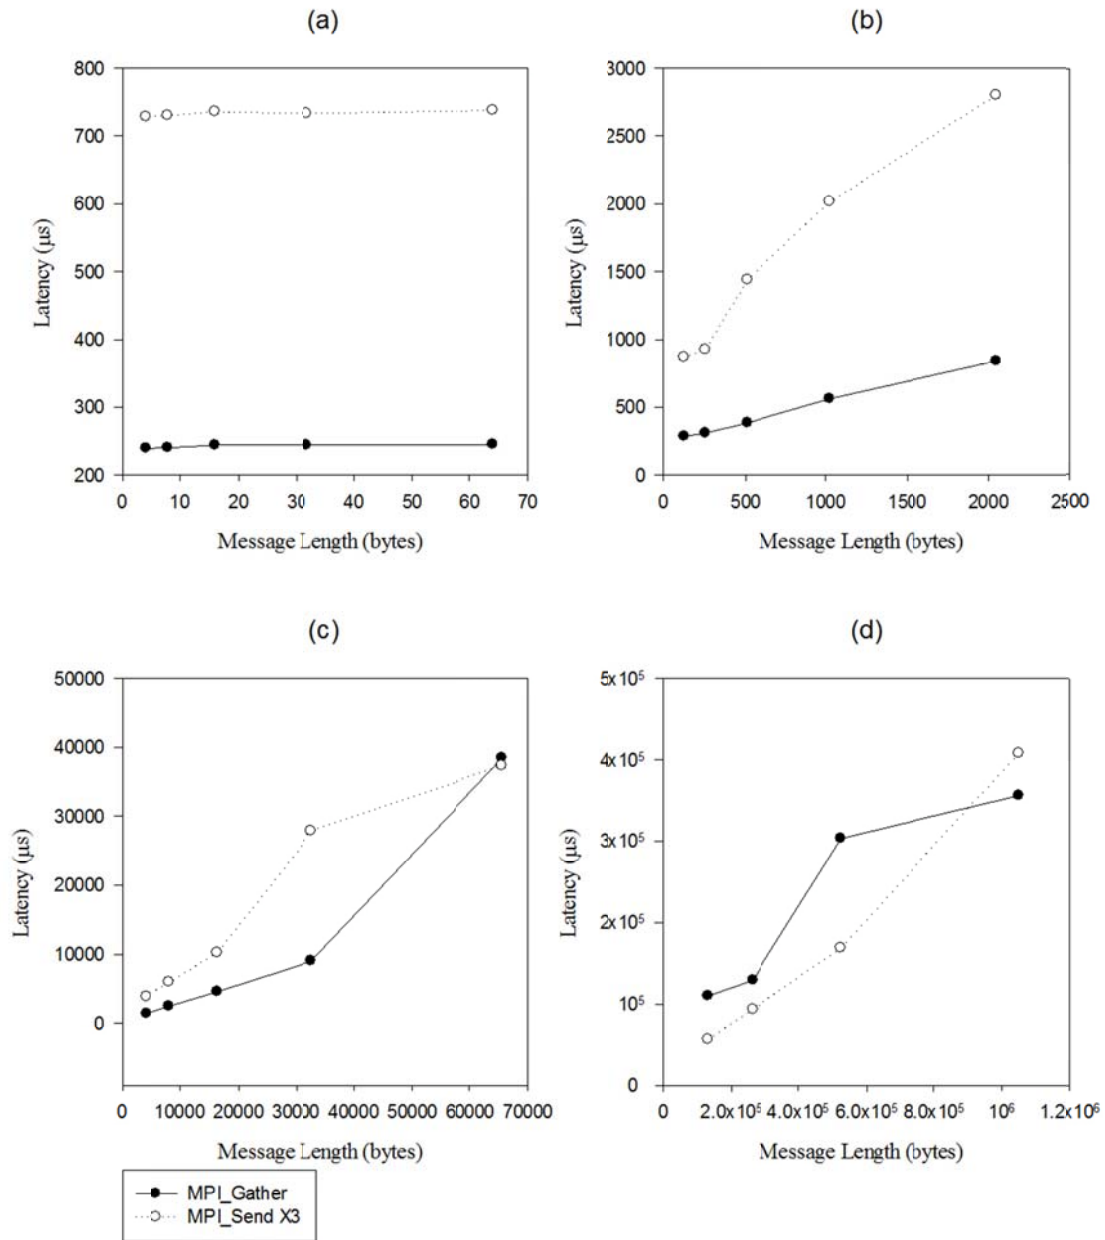 (a)
800
700
600
500
400
300
200
Latency (μs)
0 10 20 30 40 50 60 70
Message Length (bytes)
(b)
3000
2500
2000
1500
1000
500
0
Latency (μs)
0 500 1000 1500 2000 2500
Message Length (bytes)
(c)
50000
40000
30000
20000
10000
0
Latency (μs)
0 10000 20000 30000 40000 50000 60000 70000
Message Length (bytes)
(d)
5x10⁵
4x10⁵
3x10⁵
2x10⁵
10⁵
0
Latency (μs)
0 2.0x10⁵ 4.0x10⁵ 6.0x10⁵ 8.0x10⁵ 10⁶ 1.2x10⁶
Message Length (bytes)
MPI_Gather
MPI_Send X3